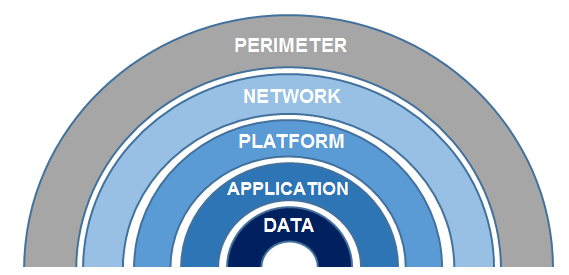 PERIMETER
NETWORK
PLATFORM
APPLICATION
DATA